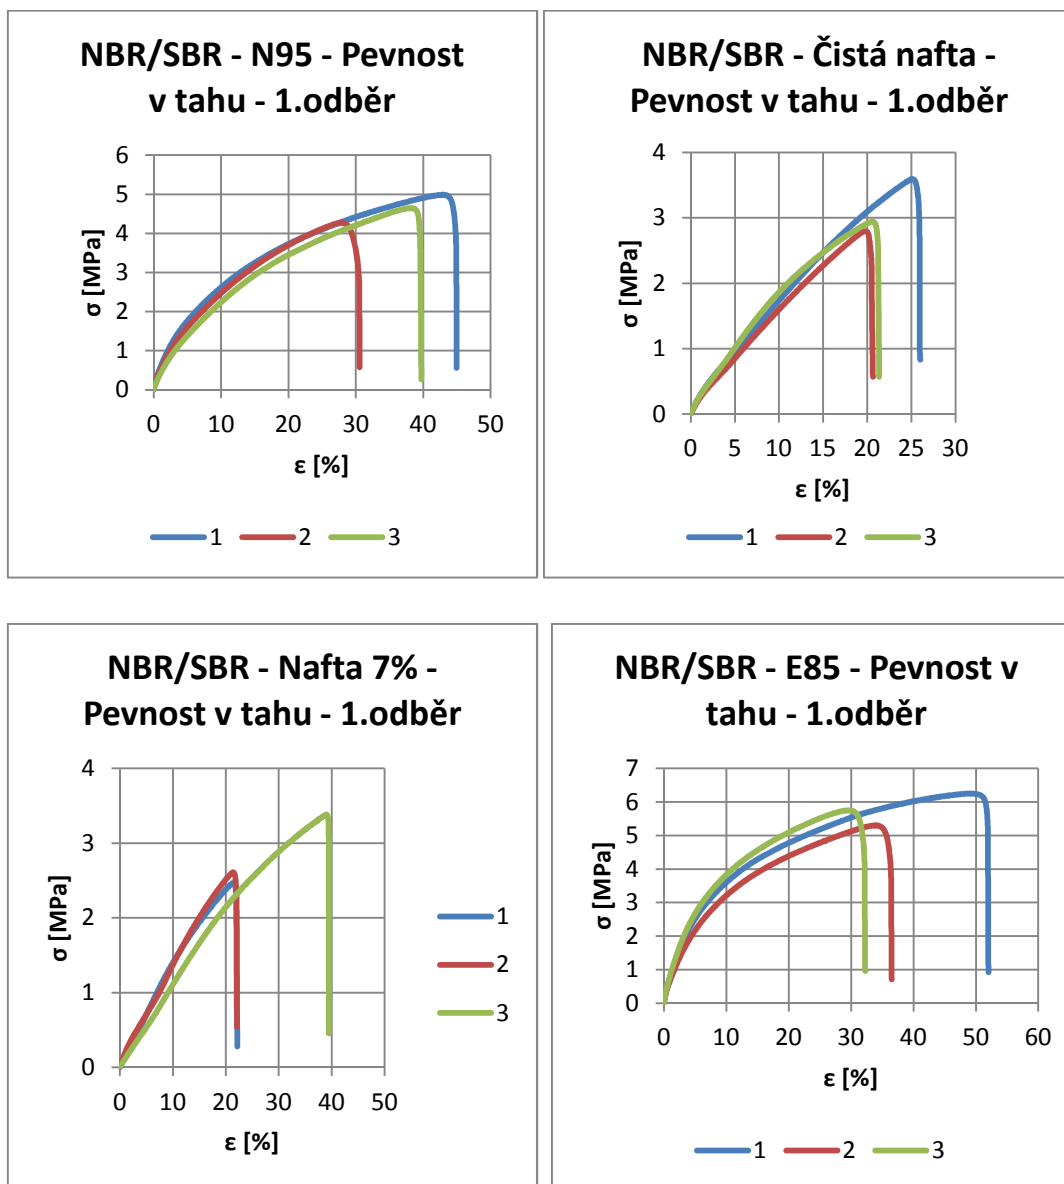 NBR/SBR - N95 - Pevnost
v tahu - 1.odběr
σ [MPa]
6
5
4
3
2
1
0
0 10 20 30 40 50
ε [%]
1 2 3
NBR/SBR - Čistá nafta -
Pevnost v tahu - 1.odběr
σ [MPa]
4
3
2
1
0
0 5 10 15 20 25 30
ε [%]
1 2 3
NBR/SBR - Nafta 7% -
Pevnost v tahu - 1.odběr
σ [MPa]
4
3
2
1
0
0 10 20 30 40 50
ε [%]
1
2
3
NBR/SBR - E85 - Pevnost v
tahu - 1.odběr
σ [MPa]
7
6
5
4
3
2
1
0
0 10 20 30 40 50 60
ε [%]
1 2 3